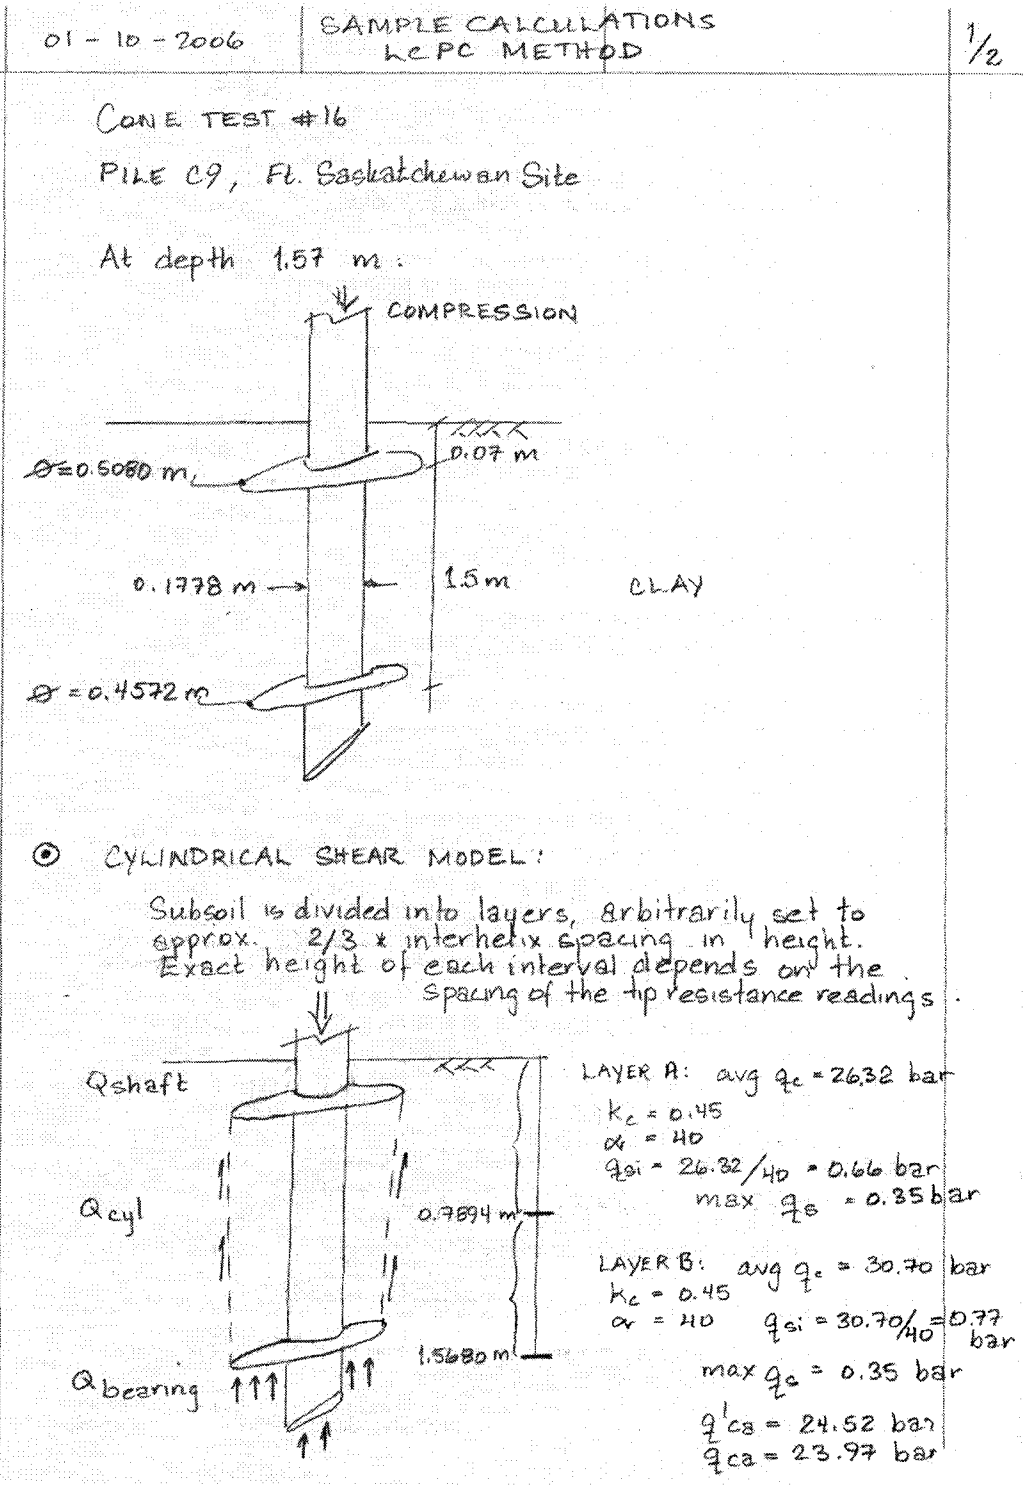 01-10-2006
SAMPLE CALCULATIONS
LCPC METHOD
1/2
CONE TEST #16
PILE C9, Ft. Saskatchewan Site
At depth 1.57 m:
COMPRESSION
0.07 m
Ø=0.5080 m
0.1778 m
1.5 m
CLAY
Ø=0.4572 m
CYLINDRICAL SHEAR MODEL:
Subsoil is divided into layers, arbitrarily set to
approx. 2/3 * interhelix spacing in height.
Exact height of each interval depends on the
spacing of the tip resistance readings.
Qshaft
LAYER A: avg qc = 26.32 bar
kc = 0.45
α = 40
qsi = 26.32/40 = 0.66 bar
max qs = 0.35 bar
Qcyl
0.7894 m
LAYER B: avg qc = 30.70 bar
kc = 0.45
α = 40 qsi = 30.70/40 = 0.77
bar
1.5680 m
max qs = 0.35 bar
Qbearing
q'ca = 24.52 bar
qca = 23.97 bar